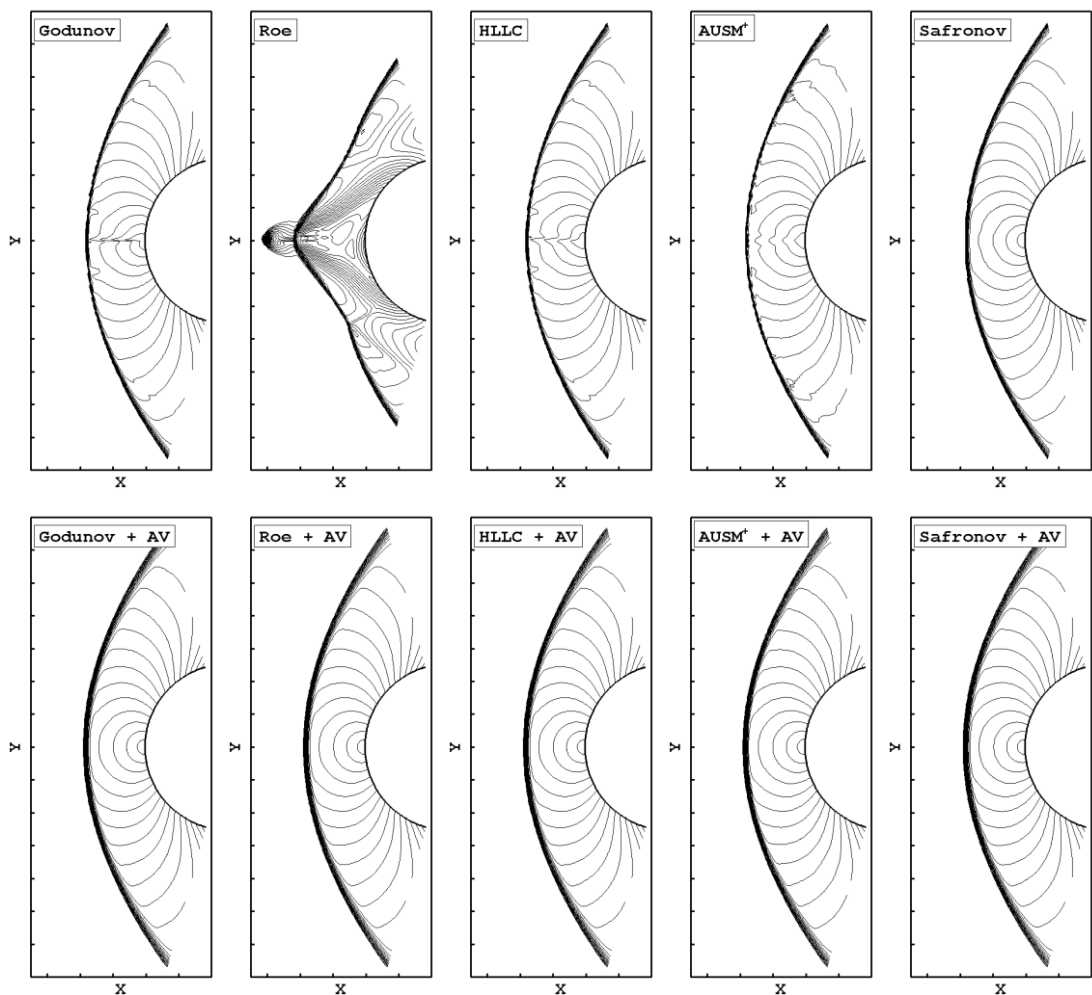 Godunov
Roe
HLLC
AUSM⁺
Safronov
Y
Y
Y
Y
Y
X
X
X
X
X
Godunov + AV
Roe + AV
HLLC + AV
AUSM⁺ + AV
Safronov + AV
Y
Y
Y
Y
Y
X
X
X
X
X